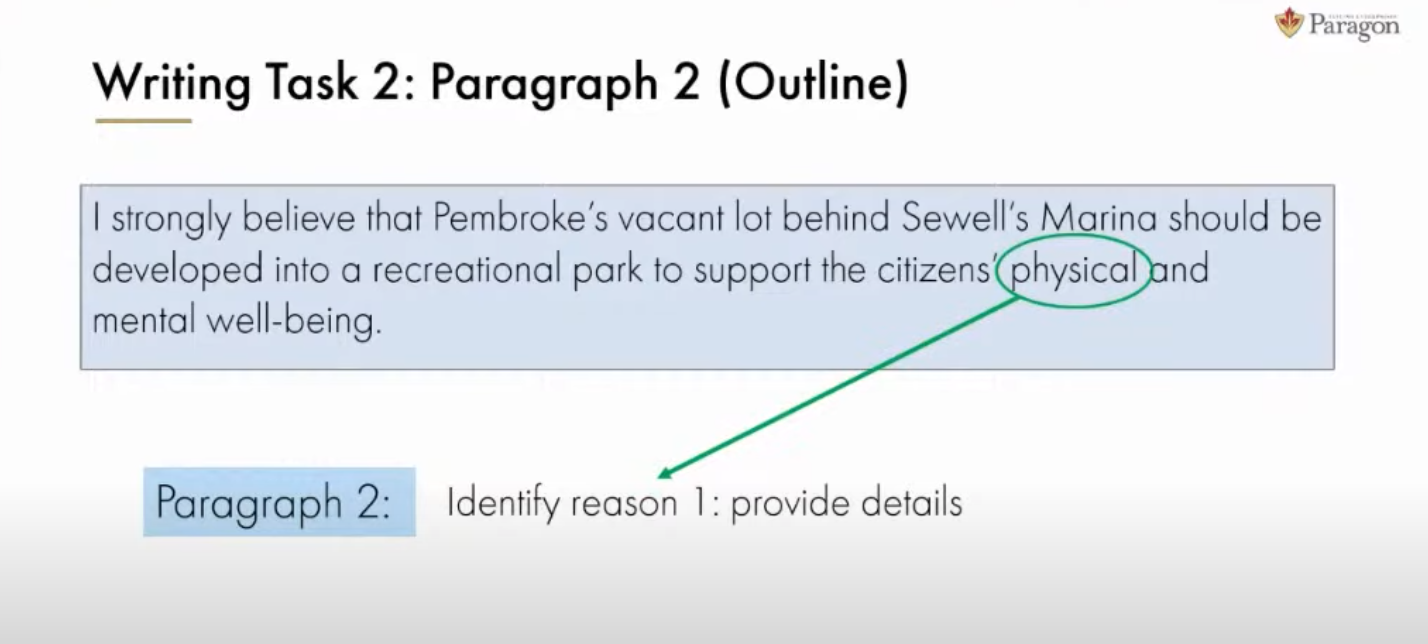 Paragon
Writing Task 2: Paragraph 2 (Outline)
I strongly believe that Pembroke's vacant lot behind Sewell's Marina should be
developed into a recreational park to support the citizens' physical and
mental well-being.
Paragraph 2: Identify reason 1: provide details